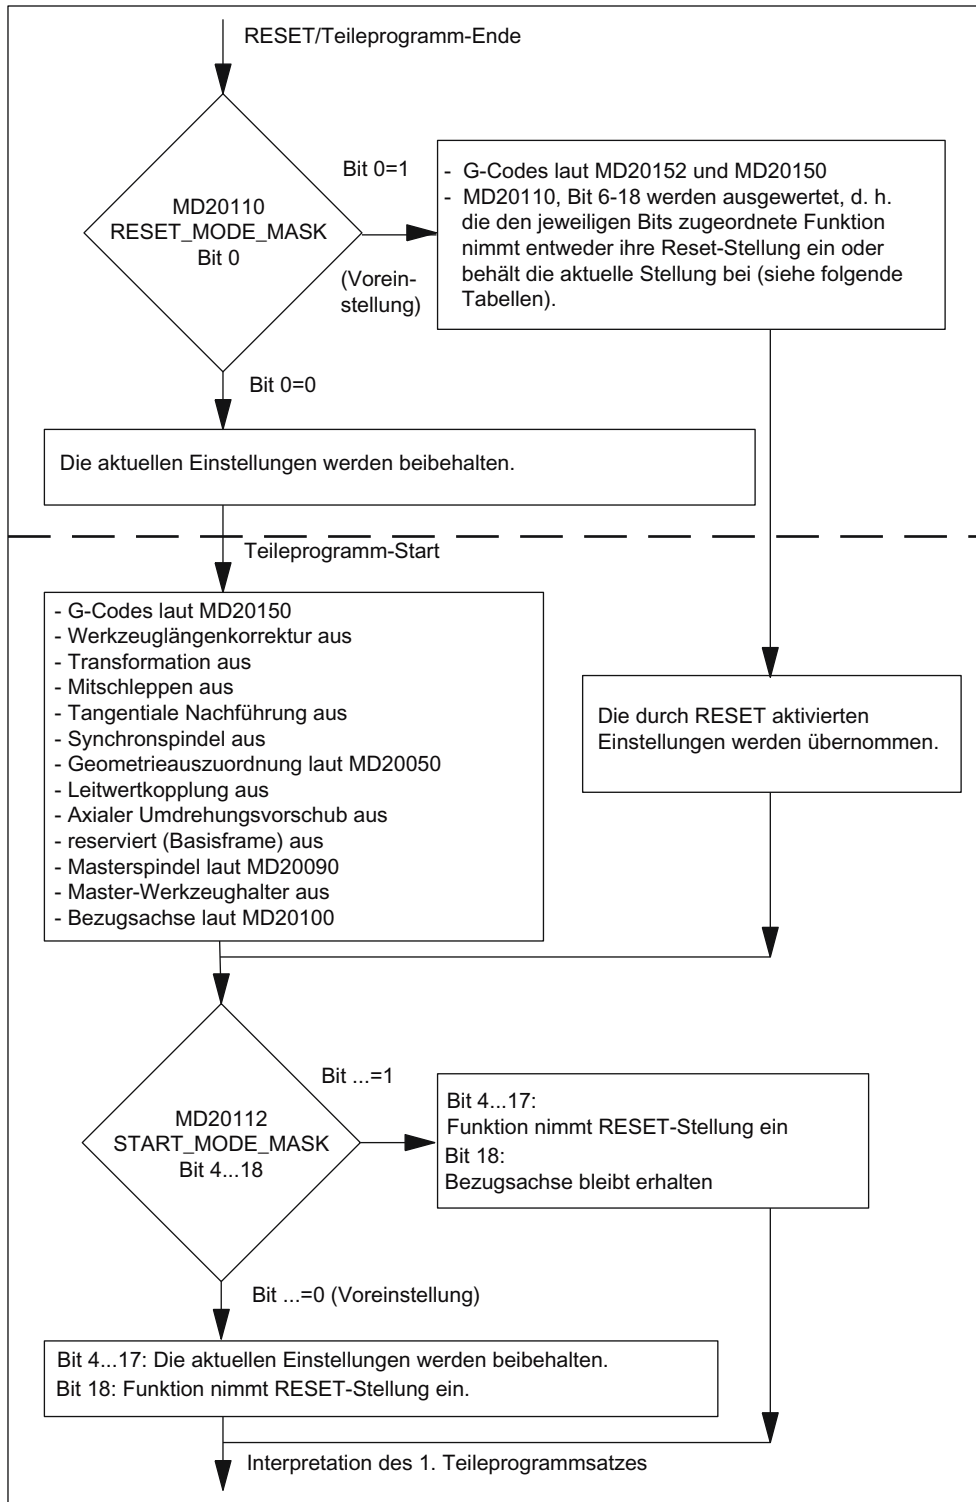 RESET/Teileprogramm-Ende
MD20110
RESET_MODE_MASK
Bit 0
Bit 0=1
(Vorein-
stellung)
- G-Codes laut MD20152 und MD20150
- MD20110, Bit 6-18 werden ausgewertet, d. h.
die den jeweiligen Bits zugeordnete Funktion
nimmt entweder ihre Reset-Stellung ein oder
behält die aktuelle Stellung bei (siehe folgende
Tabellen).
Bit 0=0
Die aktuellen Einstellungen werden beibehalten.
Teileprogramm-Start
- G-Codes laut MD20150
- Werkzeuglängenkorrektur aus
- Transformation aus
- Mitschleppen aus
- Tangentiale Nachführung aus
- Synchronspindel aus
- Geometrieauszuordnung laut MD20050
- Leitwertkopplung aus
- Axialer Umdrehungsvorschub aus
- reserviert (Basisframe) aus
- Masterspindel laut MD20090
- Master-Werkzeughalter aus
- Bezugsachse laut MD20100
Die durch RESET aktivierten
Einstellungen werden übernommen.
MD20112
START_MODE_MASK
Bit 4...18
Bit ...=1
Bit 4...17:
Funktion nimmt RESET-Stellung ein
Bit 18:
Bezugsachse bleibt erhalten
Bit ...=0 (Voreinstellung)
Bit 4...17: Die aktuellen Einstellungen werden beibehalten.
Bit 18: Funktion nimmt RESET-Stellung ein.
Interpretation des 1. Teileprogrammsatzes